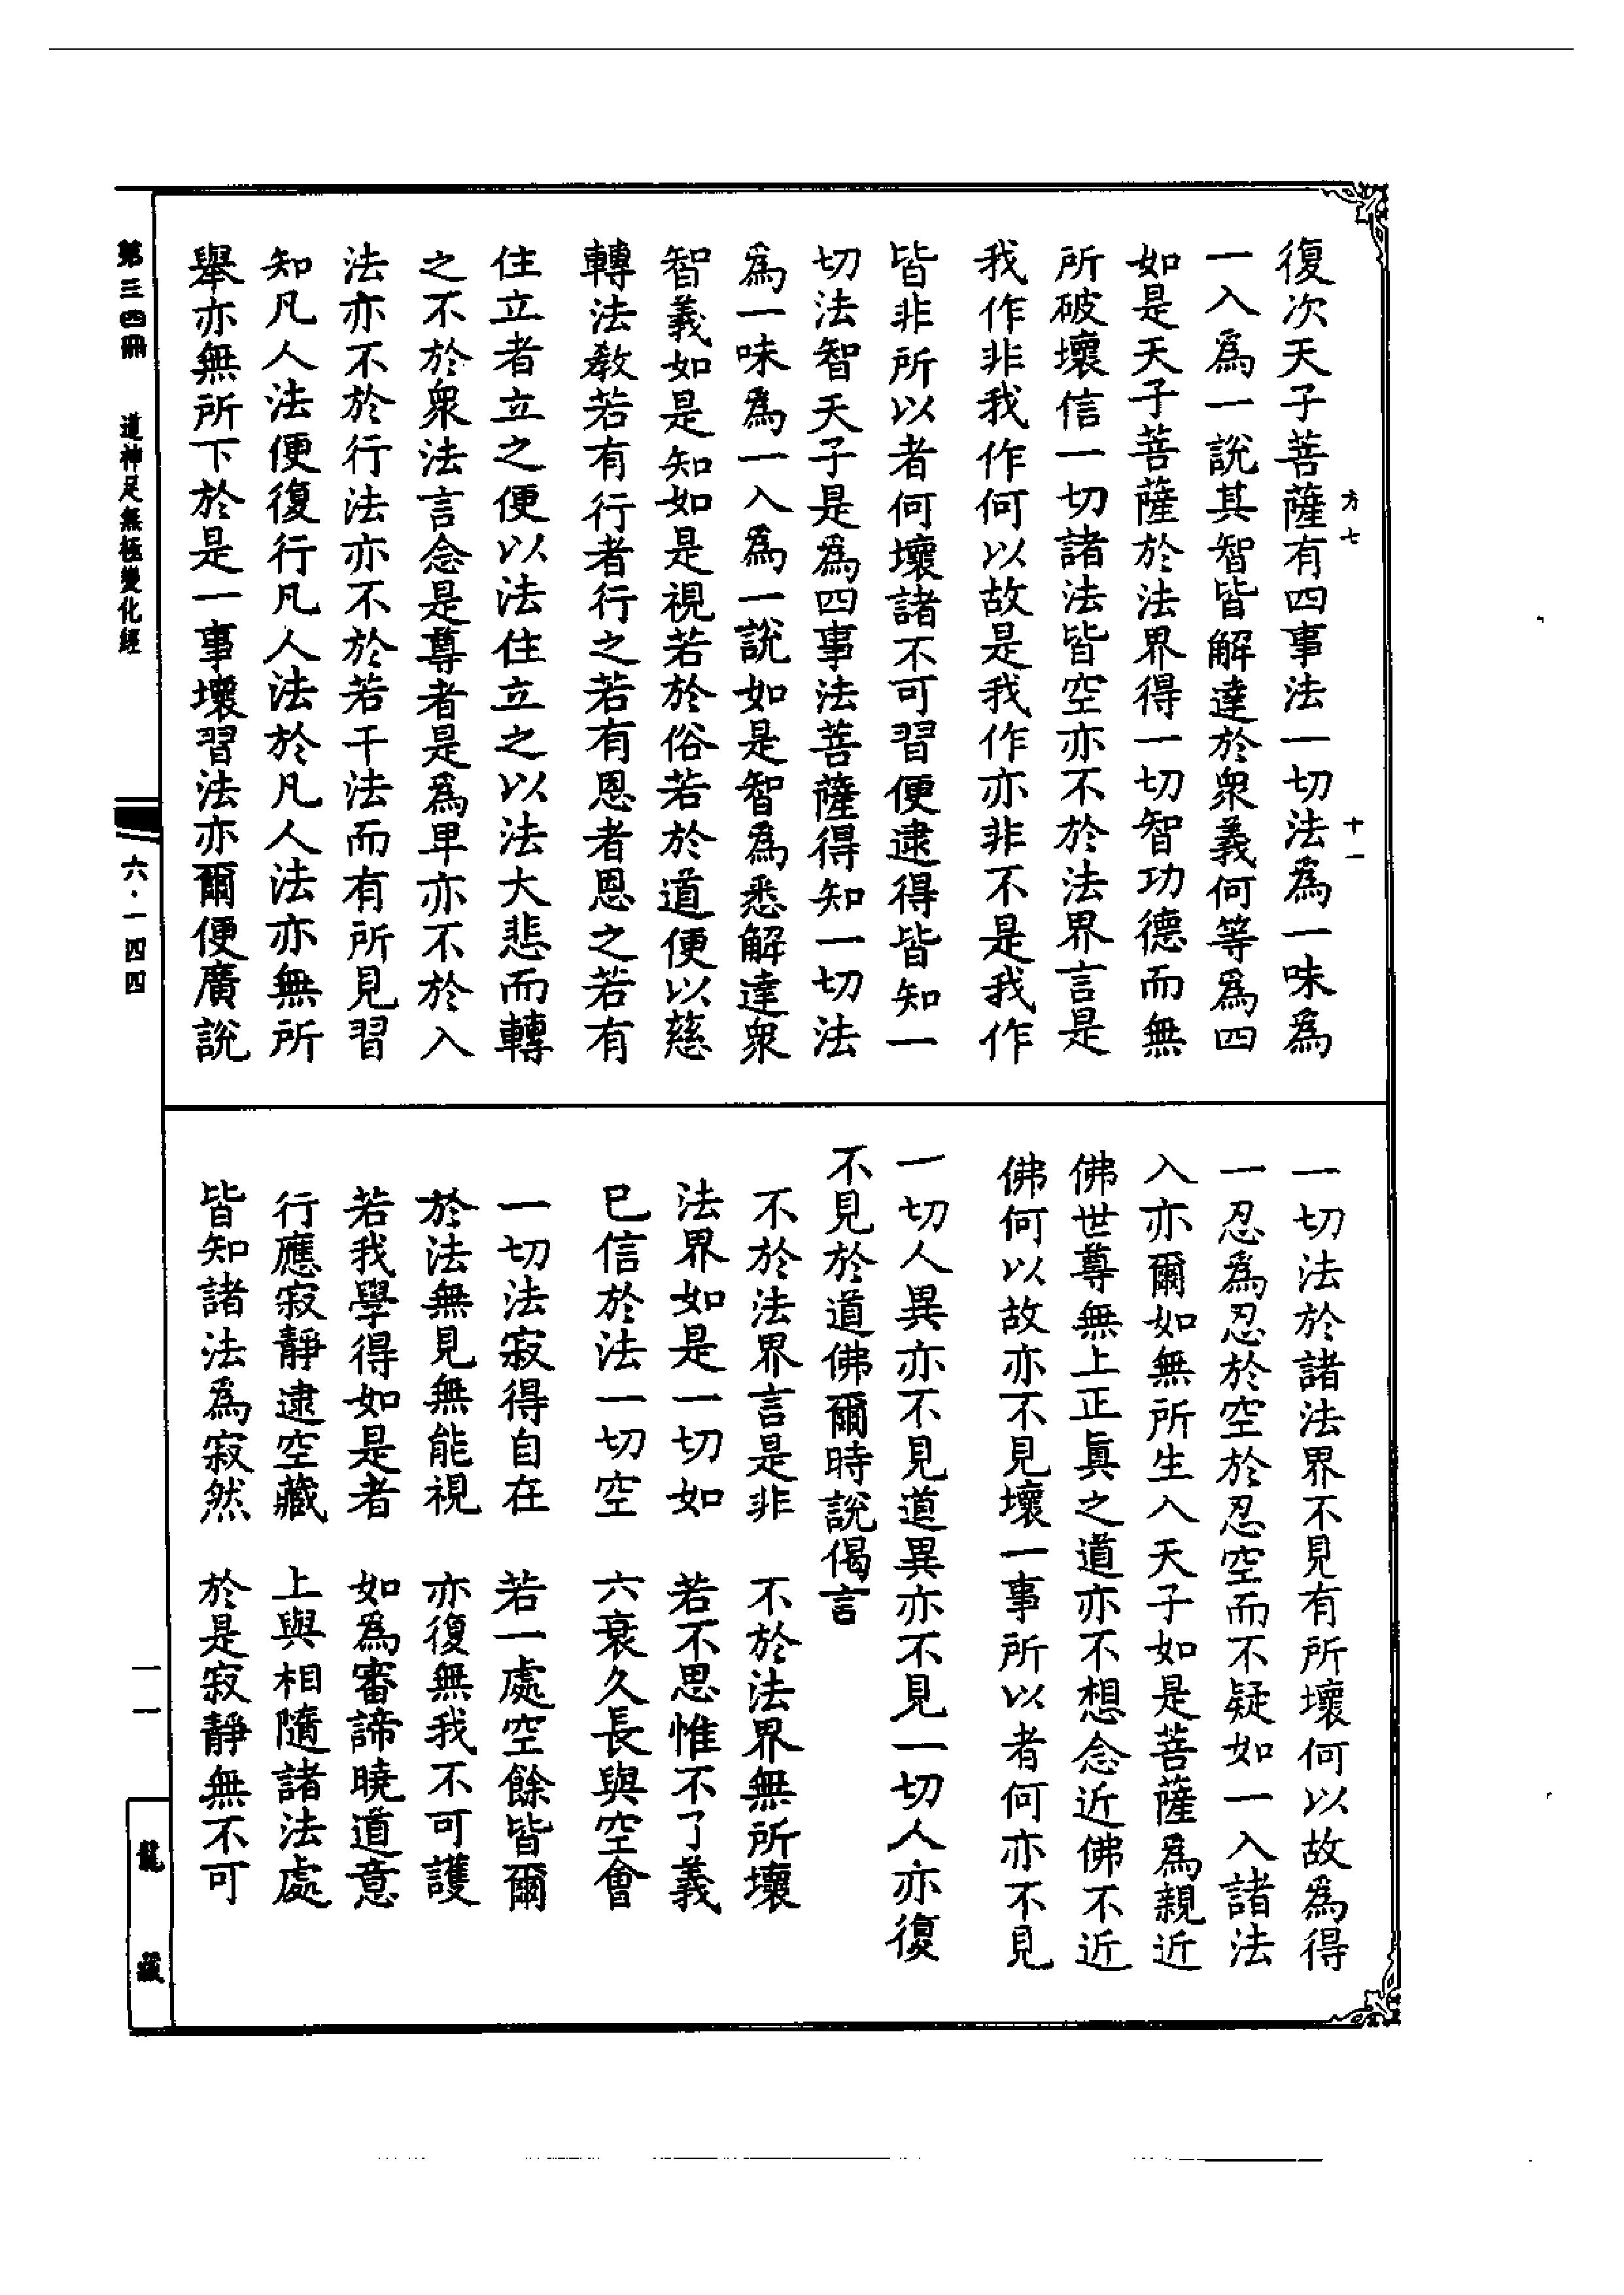 方七 十一
復次天子菩薩有四事法一切法為一味為
一入為一說其智皆解達於衆義何等為四
如是天子菩薩於法界得一切智功德而無
所破壞信一切諸法皆空亦不於法界言是
我作非我作何以故是我作亦非不是我作
皆非所以者何壞諸不可習便逮得皆知一
切法智天子是為四事法菩薩得知一切法
為一味為一入為一說如是智為悉解達衆
智義如是知如是視若於俗若於道便以慈
轉法教若有行者行之若有恩者恩之若有
住立者立之便以法住立之以法大悲而轉
之不於衆法言念是尊者是為卑亦不於入
法亦不於行法亦不於若干法而有所見習
知凡人法便復行凡人法於凡人法亦無所
舉亦無所下於是一事壞習法亦爾便廣說
一切法於諸法界不見有所壞何以故為得
一忍為忍於空於忍空而不疑如一入諸法
入亦爾如無所生入天子如是菩薩為親近
佛世尊無上正真之道亦不想念近佛不近
佛何以故亦不見壞一事所以者何亦不見
一切人異亦不見道異亦不見一切人亦復
不見於道佛爾時說偈言
不於法界言是非 不於法界無所壞
法界如是一切如 若不思惟不了義
已信於法一切空 六衰久長與空會
一切法寂得自在 若一處空餘皆爾
於法無見無能視 亦復無我不可護
若我學得如是者 如為審諦曉道意
行應寂靜逮空藏 上與相隨諸法處
皆知諸法為寂然 於是寂靜無不可
第三四冊 道神足無極變化經
六·一四四
一一
龍藏